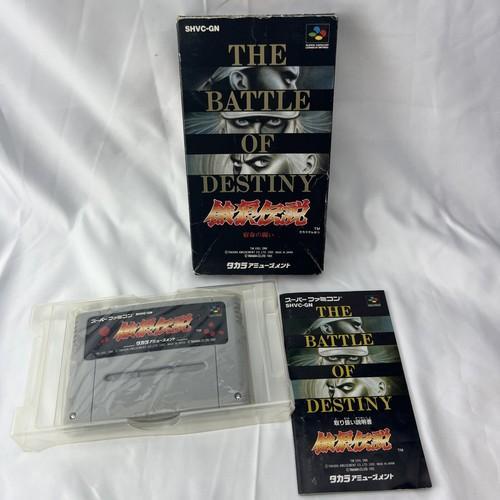 SHVC-GN
THE
BATTLE
OF
DESTINY
餓狼伝説
TM
宿命の闘い
タカラアミューズメント
スーパーファミコン SHVC-GN
餓狼伝説
タカラアミューズメント
スーパーファミコン
SHVC-GN
THE
BATTLE
OF
DESTINY
取り扱い説明書
餓狼伝説
TM
タカラアミューズメント